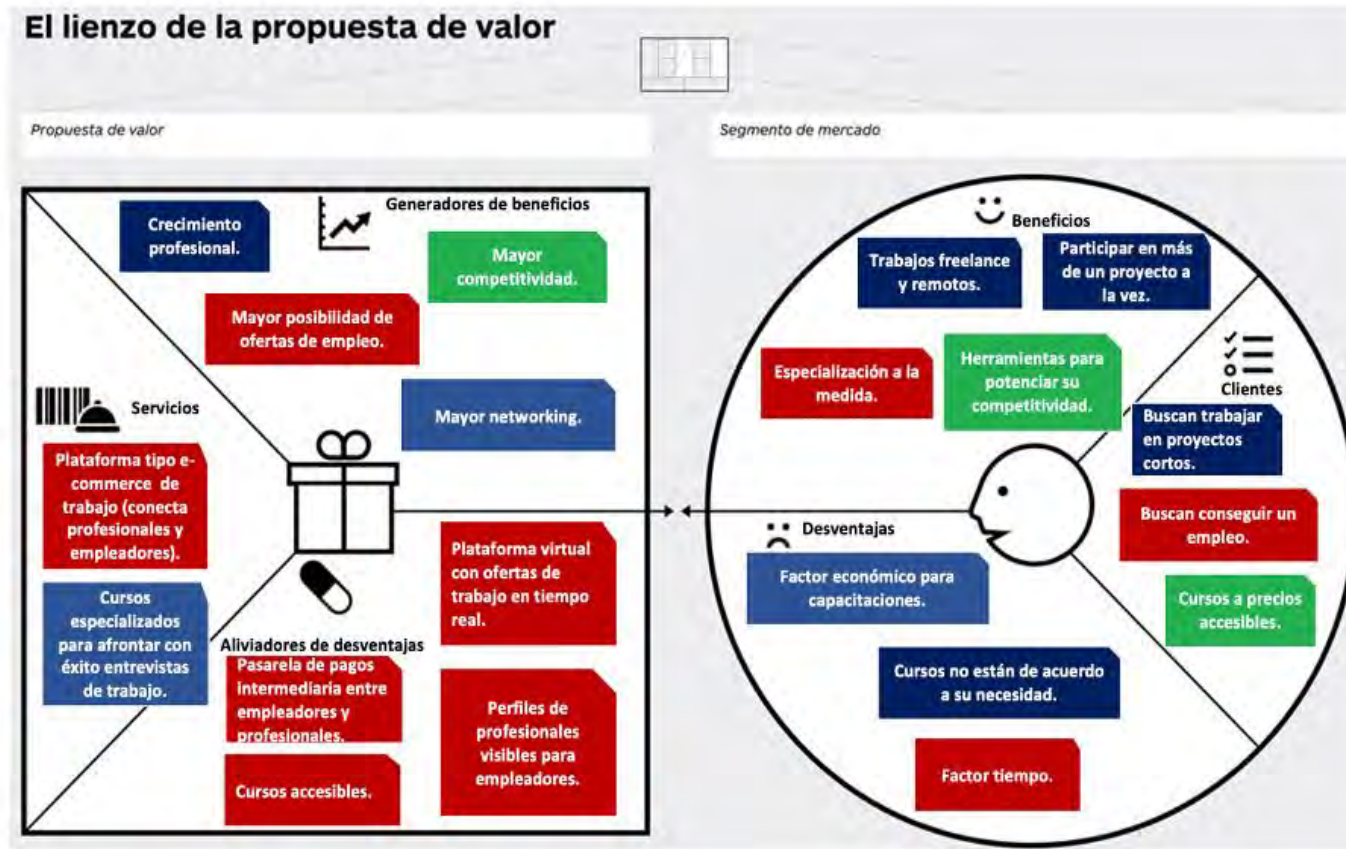 El lienzo de la propuesta de valor
Propuesta de valor
Segmento de mercado
Crecimiento
profesional.
Generadores de beneficios
Mayor
competitividad.
Mayor posibilidad de
ofertas de empleo.
Mayor networking.
Servicios
Plataforma tipo e-
commerce de
trabajo (conecta
profesionales y
empleadores).
Cursos
especializados
para afrontar con
éxito entrevistas
de trabajo.
Aliviadores de desventajas
Pasarela de pagos
intermediaria entre
empleadores y
profesionales.
Cursos accesibles.
Plataforma virtual
con ofertas de
trabajo en tiempo
real.
Perfiles de
profesionales
visibles para
empleadores.
Beneficios
Trabajos freelance
y remotos.
Participar en más
de un proyecto a
la vez.
Especialización a la
medida.
Herramientas para
potenciar su
competitividad.
Clientes
Buscan trabajar
en proyectos
cortos.
Buscan conseguir un
empleo.
Cursos a precios
accesibles.
Desventajas
Factor económico para
capacitaciones.
Cursos no están de acuerdo
a su necesidad.
Factor tiempo.